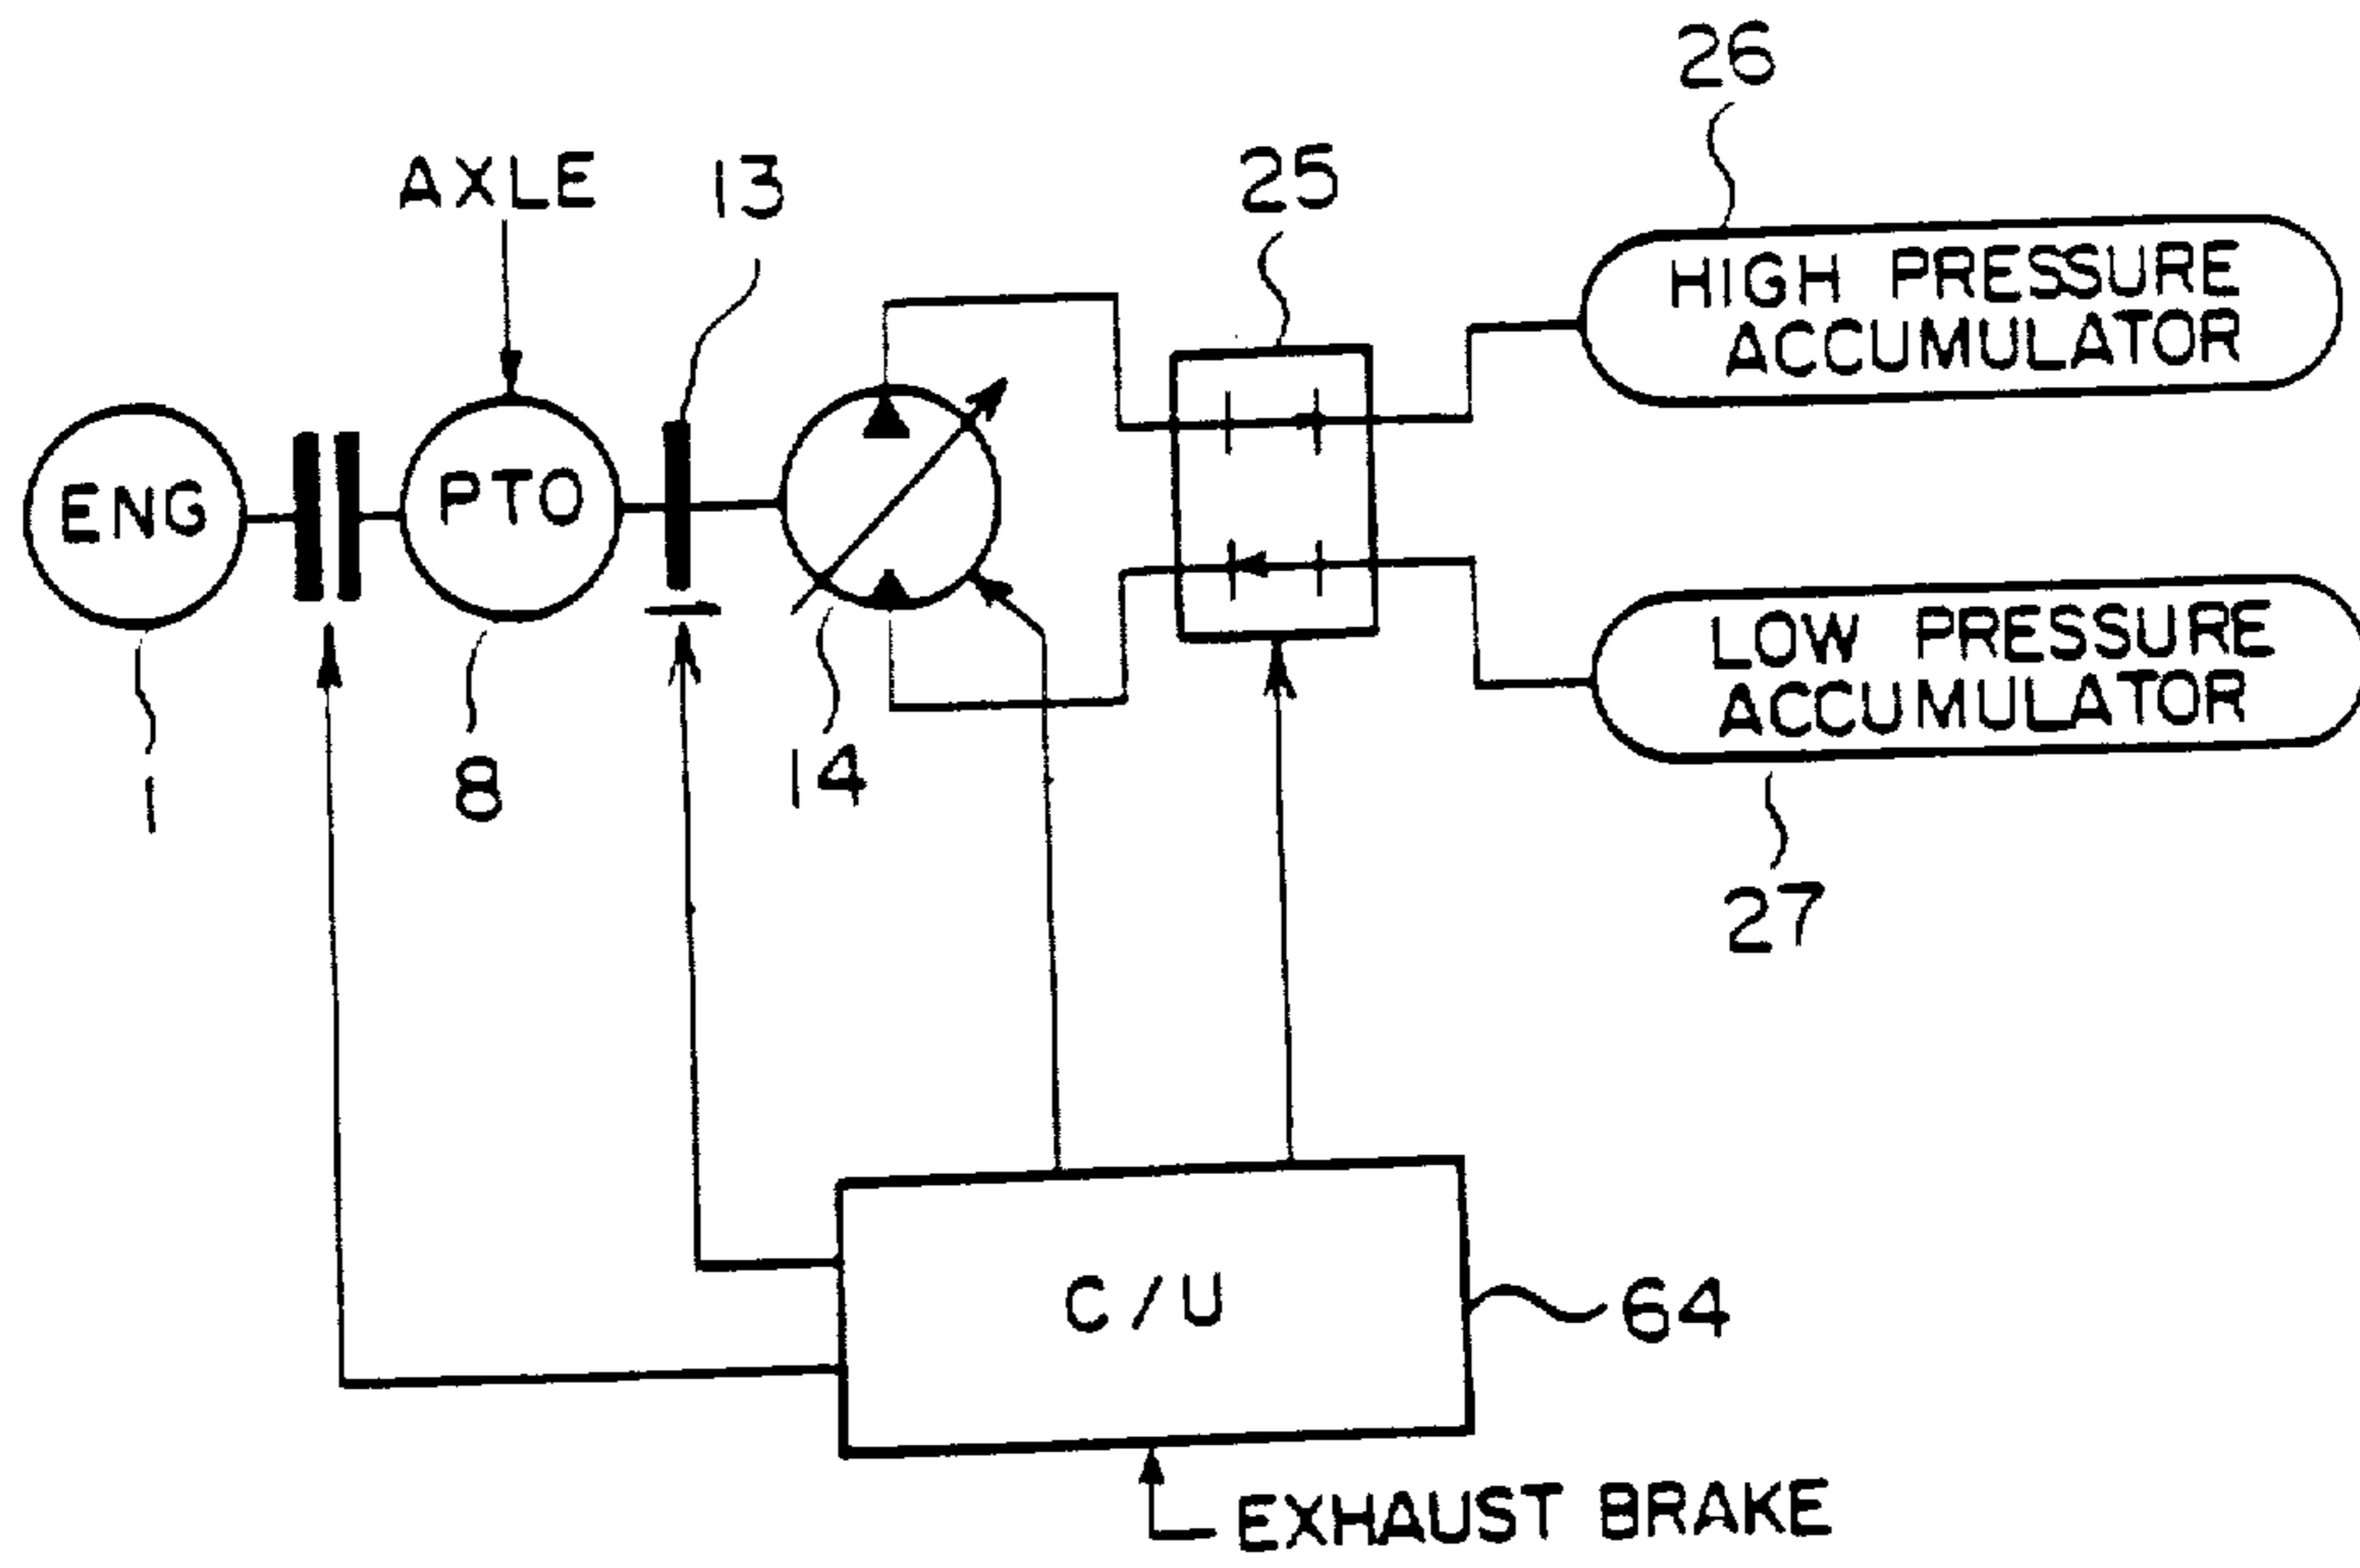 26
AXLE
13
25
HIGH PRESSURE
ACCUMULATOR
ENG
PTO
LOW PRESSURE
ACCUMULATOR
1
8
14
27
C/U
64
EXHAUST BRAKE